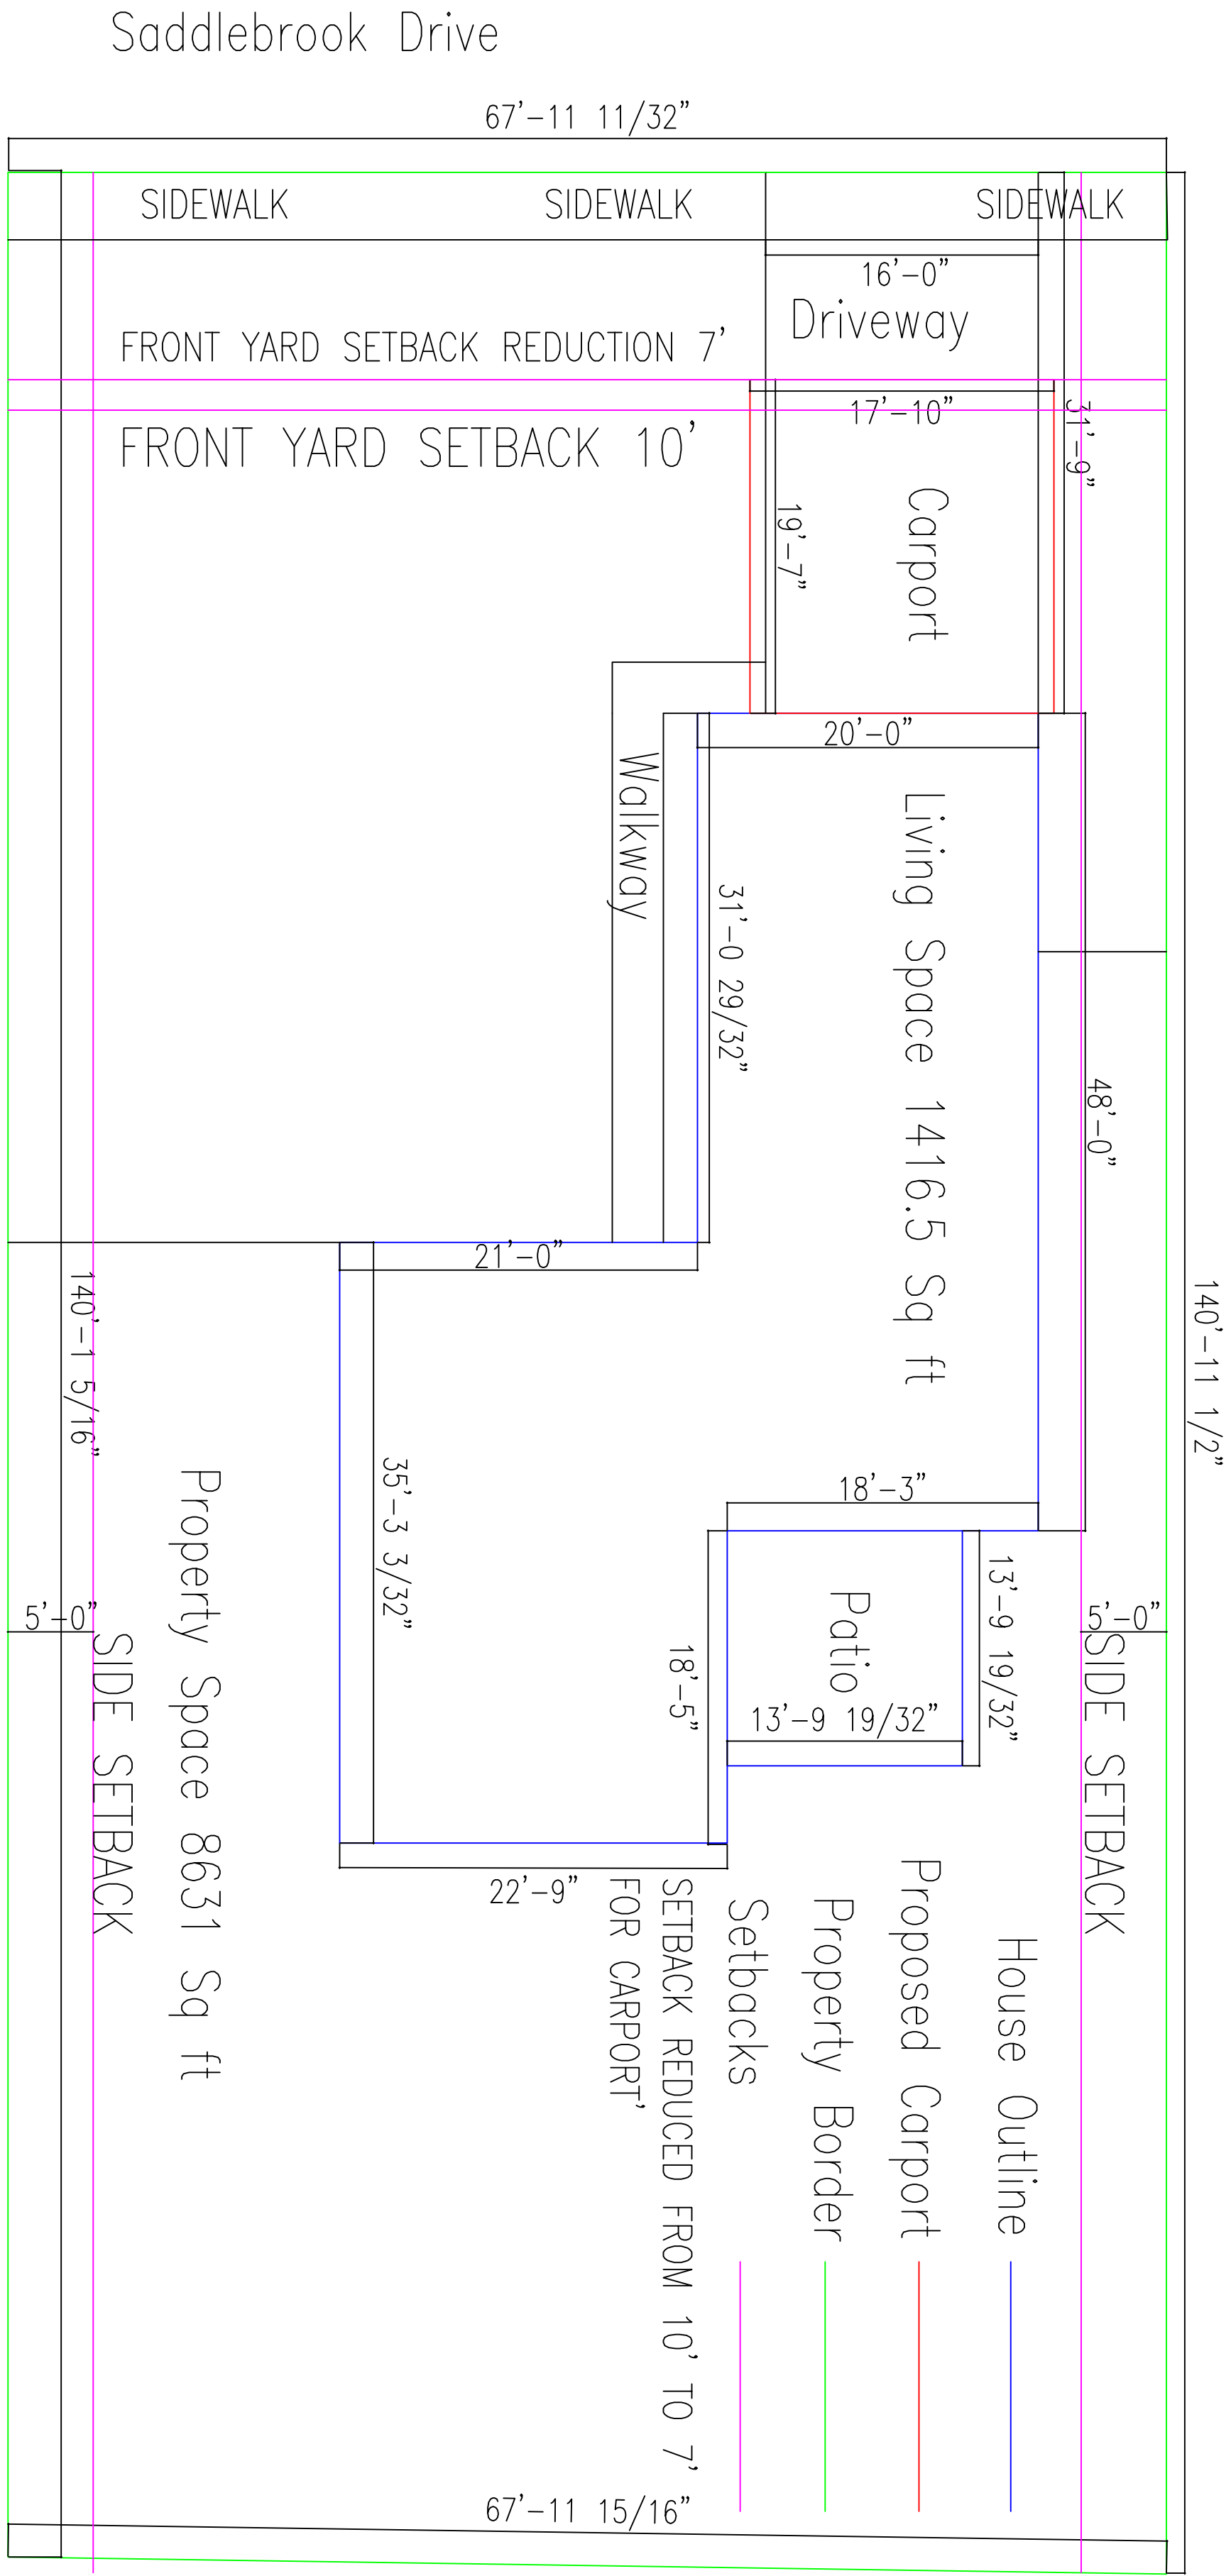 Saddlebrook Drive
67'-11 11/32"
SIDEWALK
SIDEWALK
SIDEWALK
16'-0"
Driveway
FRONT YARD SETBACK REDUCTION 7'
17'-10"
31'-9"
FRONT YARD SETBACK 10'
Carport
19'-7"
20'-0"
Walkway
Living Space 1416.5 Sq ft
31'-0 29/32"
48'-0"
21'-0"
140'-1 5/16"
140'-11 1/2"
35'-3 3/32"
Property Space 8631 Sq ft
18'-3"
13'-9 19/32"
Patio
18'-5"
13'-9 19/32"
5'-0"
SIDE SETBACK
5'-0"
SIDE SETBACK
22'-9"
SETBACK REDUCED FROM 10' TO 7'
FOR CARPORT'
House Outline
Proposed Carport
Property Border
Setbacks
67'-11 15/16"